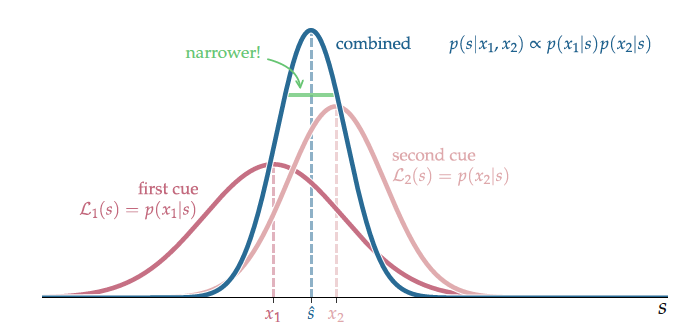 combined
p(s|x₁, x₂) ∝ p(x₁|s)p(x₂|s)
narrower!
second cue
ℒ₂(s) = p(x₂|s)
first cue
ℒ₁(s) = p(x₁|s)
x₁ ŝ x₂
s